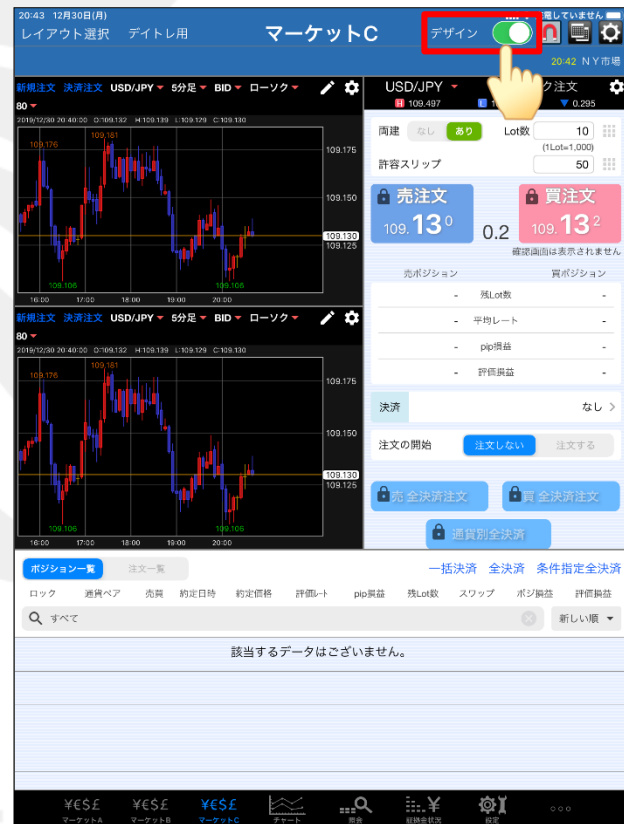 20:43 12月30日(月)
レイアウト選択 デイトレ用 マーケットC デザイン
20:42 NY市場
新規注文 決済注文 USD/JPY 5分足 BID ローソク
80
2019/12/30 20:40:00 O:109.132 H:109.139 L:109.129 C:109.130
109.181
109.176
109.175
109.150
109.130
109.125
109.106
16:00 17:00 18:00 19:00 20:00
新規注文 決済注文 USD/JPY 5分足 BID ローソク
80
2019/12/30 20:40:00 O:109.132 H:109.139 L:109.129 C:109.130
109.181
109.176
109.175
109.150
109.130
109.125
109.106
16:00 17:00 18:00 19:00 20:00
USD/JPY ク注文
H 109.497 L 0.295
両建 なし あり Lot数 10
(1Lot=1,000)
許容スリップ 50
売注文 買注文
109.13 0 0.2 109.13 2
確認画面は表示されません
売ポジション 買ポジション
- 残Lot数 -
- 平均レート -
- pip損益 -
- 評価損益 -
決済 なし
注文の開始 注文しない 注文する
売 全決済注文 買 全決済注文
通貨別全決済
ポジション一覧 注文一覧 一括決済 全決済 条件指定全決済
ロック 通貨ペア 売買 約定日時 約定価格 評価レート pip損益 残Lot数 スワップ ポジ損益 評価損益
すべて 新しい順
該当するデータはございません。
¥€$£ ¥€$£ ¥€$£
マーケットA マーケットB マーケットC チャート 照会 証拠金状況 設定